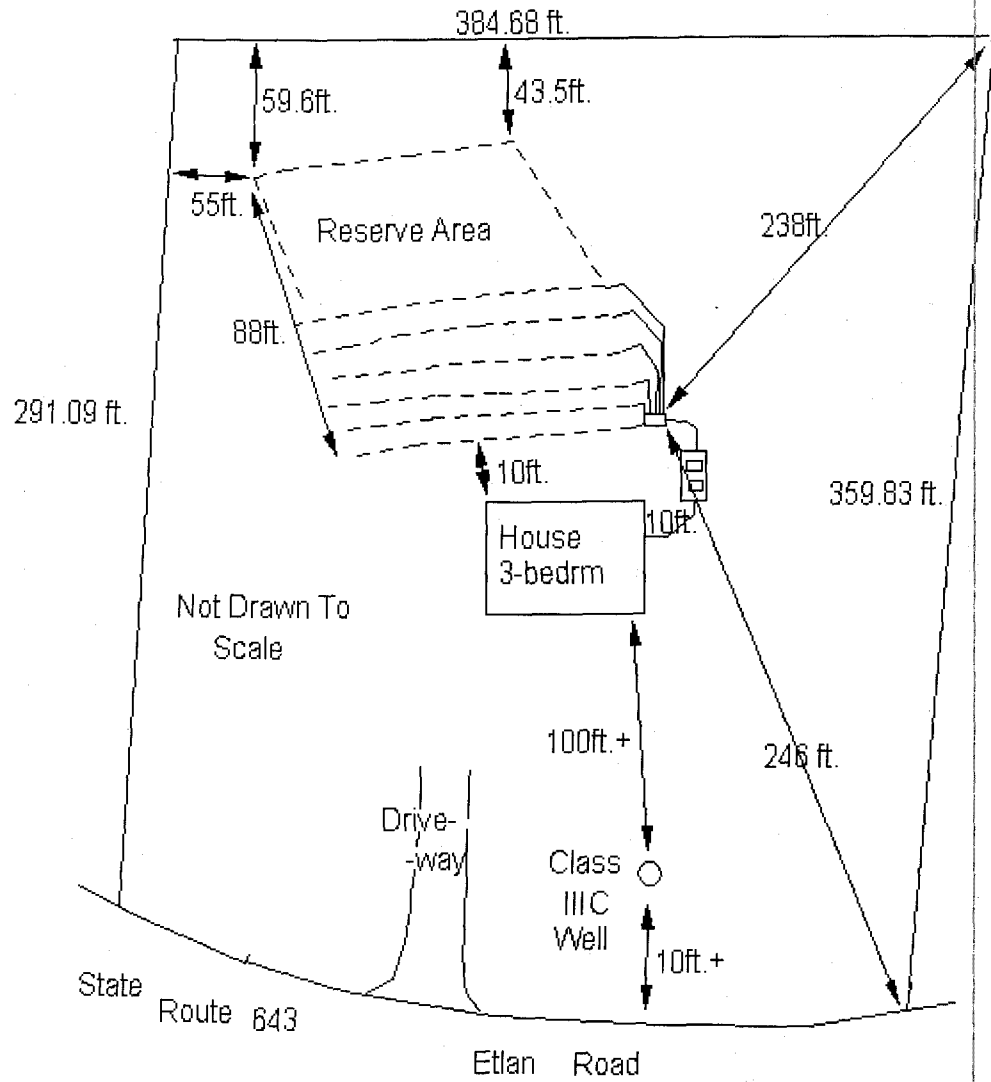 384.68 ft.
59.6ft.
43.5ft.
55ft.
Reserve Area
238ft.
88ft.
291.09 ft.
10ft.
359.83 ft.
10ft.
House
3-bedrm
Not Drawn To
Scale
100ft.+
246 ft.
Drive-
-way
Class
IIIC
Well
10ft.+
State
Route 643
Etlan Road